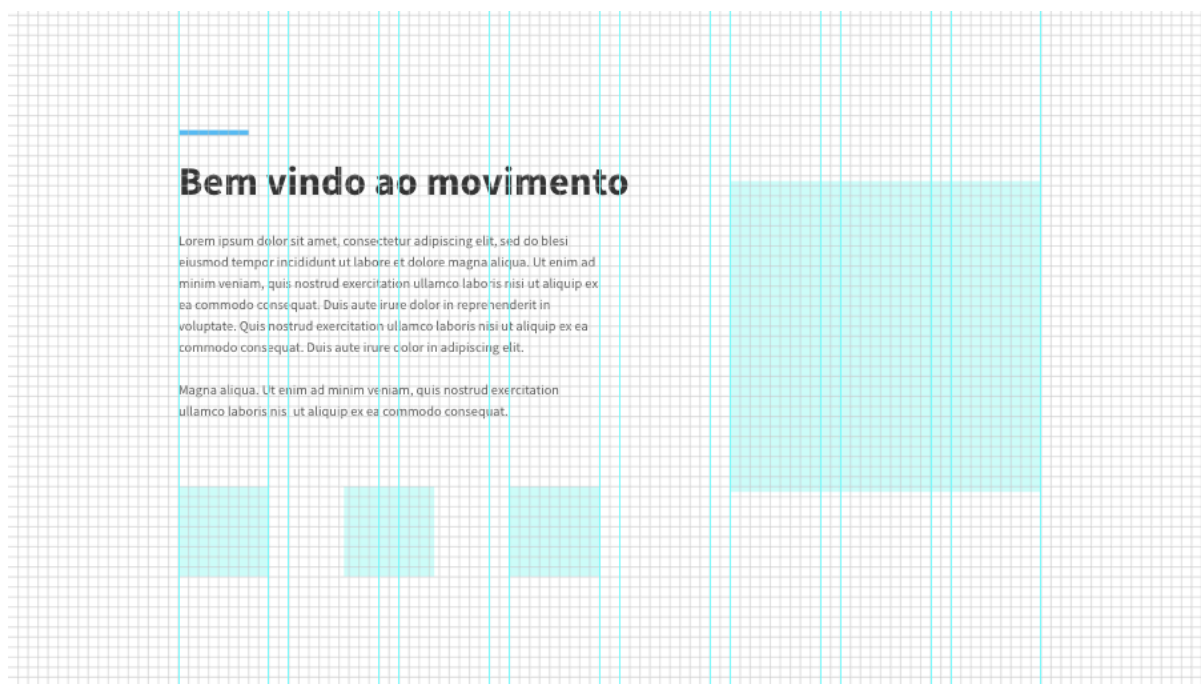 Bem vindo ao movimento
Lorem ipsum dolor sit amet, consectetur adipiscing elit, sed do blesi
eiusmod tempor incididunt ut labore et dolore magna aliqua. Ut enim ad
minim veniam, quis nostrud exercitation ullamco laboris nisi ut aliquip ex
ea commodo consequat. Duis aute irure dolor in reprehenderit in
voluptate. Quis nostrud exercitation ullamco laboris nisi ut aliquip ex ea
commodo consequat. Duis aute irure dolor in adipiscing elit.
Magna aliqua. Ut enim ad minim veniam, quis nostrud exercitation
ullamco laboris nisi ut aliquip ex ea commodo consequat.